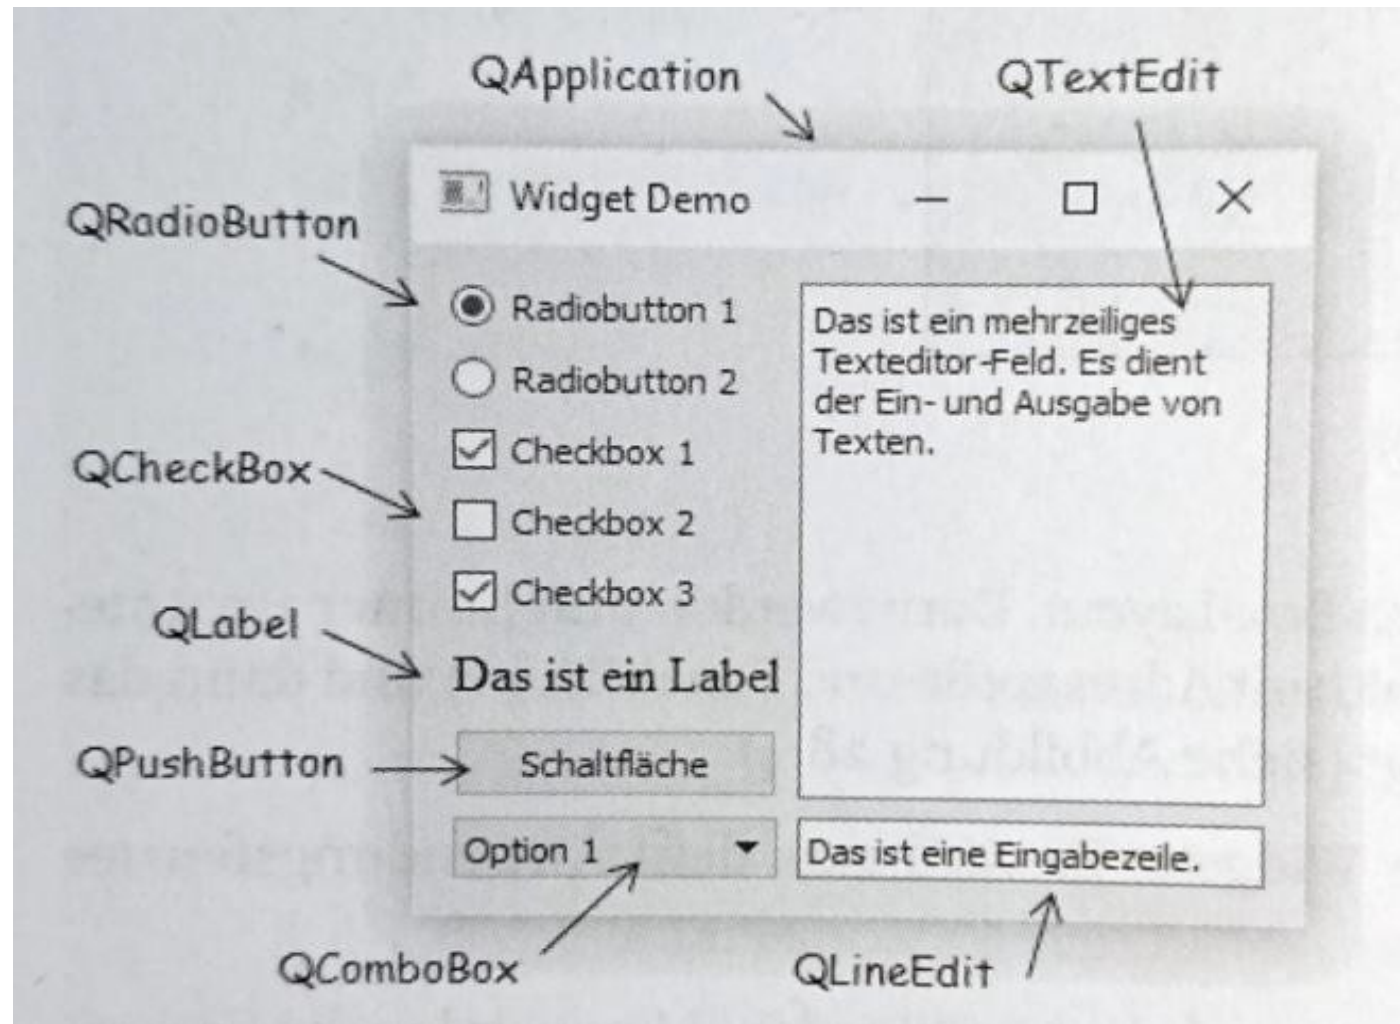 QApplication
QTextEdit
Widget Demo
QRadioButton
Radiobutton 1
Radiobutton 2
Das ist ein mehrzeiliges
Texteditor-Feld. Es dient
der Ein- und Ausgabe von
Texten.
QCheckBox
Checkbox 1
Checkbox 2
Checkbox 3
QLabel
Das ist ein Label
QPushButton
Schaltfläche
Option 1
Das ist eine Eingabezeile.
QComboBox
QLineEdit